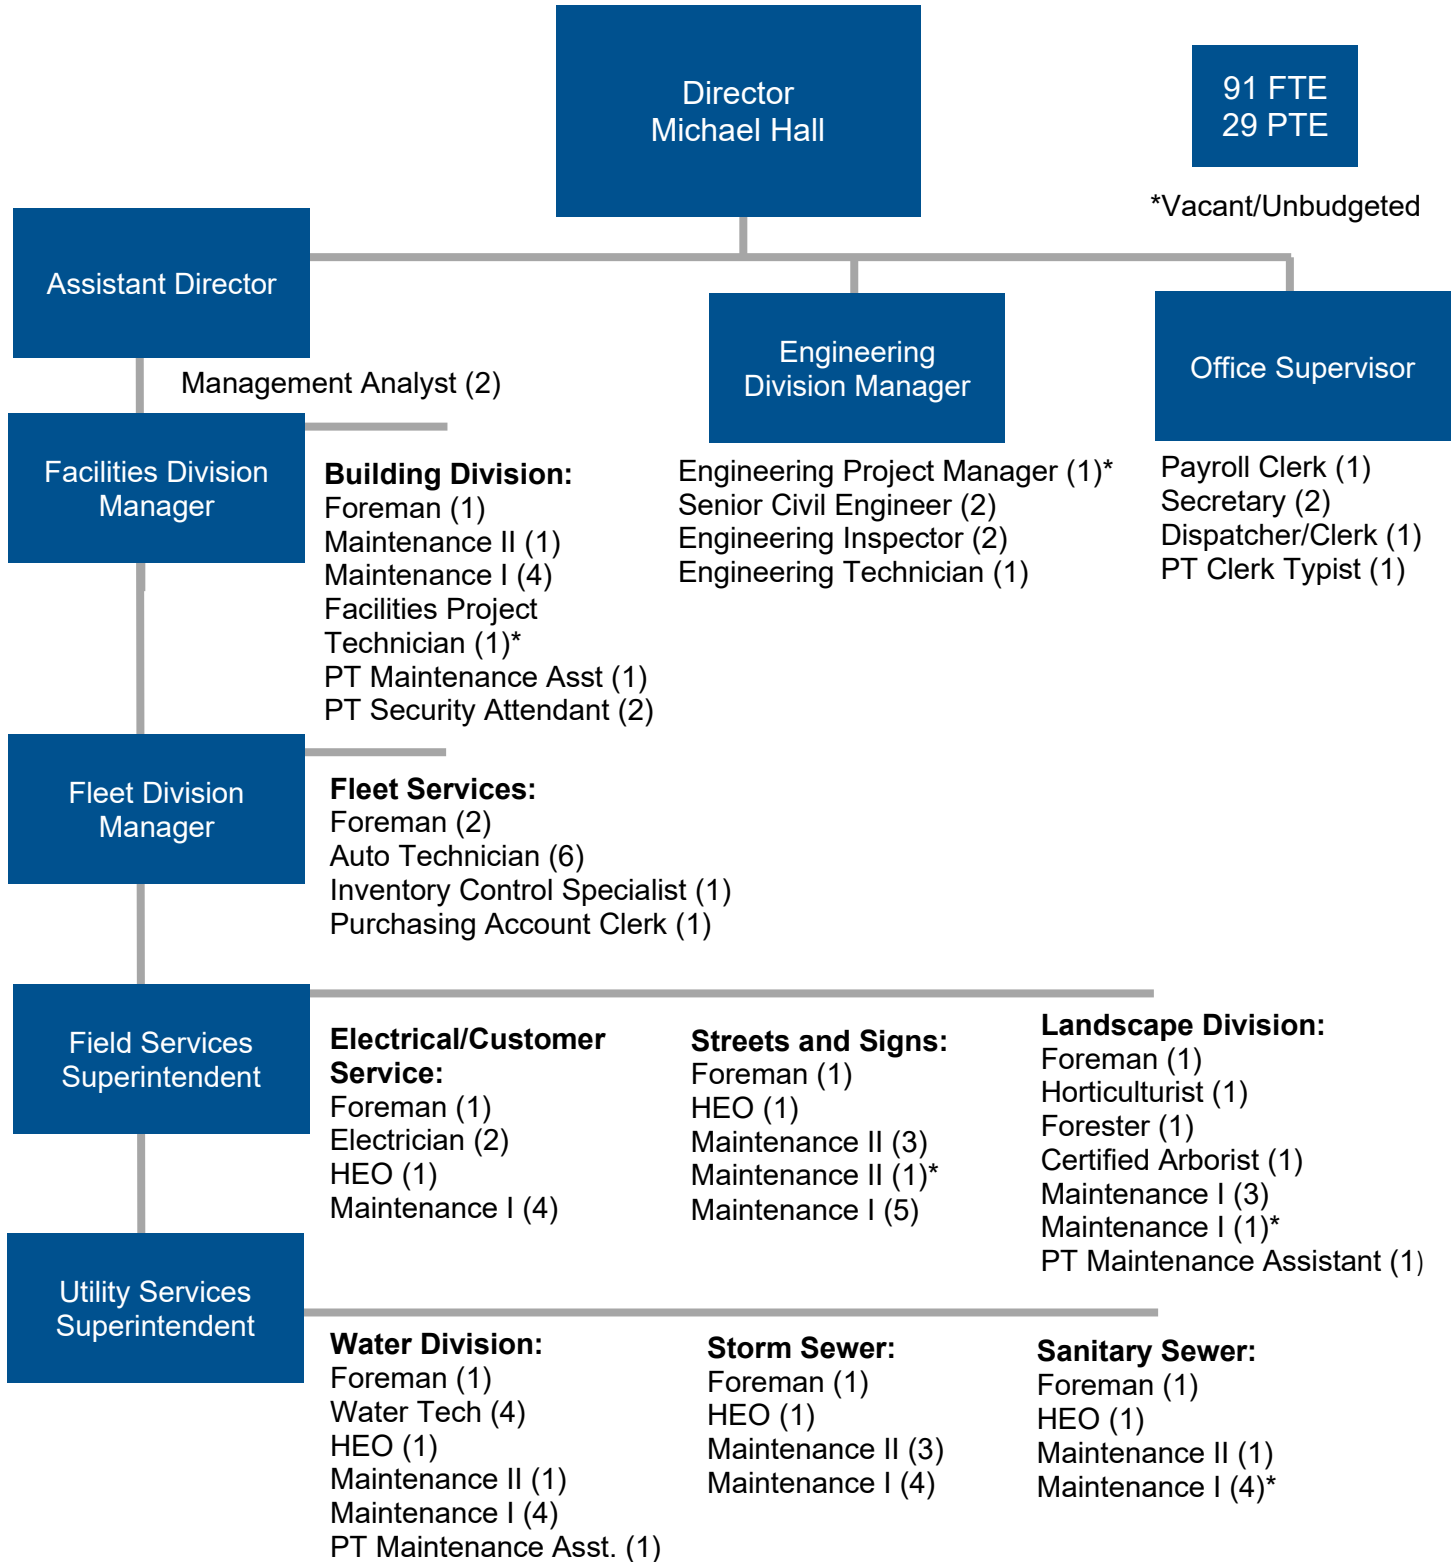 Director
Michael Hall
91 FTE
29 PTE
*Vacant/Unbudgeted
Assistant Director
Engineering
Division Manager
Office Supervisor
Management Analyst (2)
Facilities Division
Manager
Building Division:
Foreman (1)
Maintenance II (1)
Maintenance I (4)
Facilities Project
Technician (1)*
PT Maintenance Asst (1)
PT Security Attendant (2)
Engineering Project Manager (1)*
Senior Civil Engineer (2)
Engineering Inspector (2)
Engineering Technician (1)
Payroll Clerk (1)
Secretary (2)
Dispatcher/Clerk (1)
PT Clerk Typist (1)
Fleet Division
Manager
Fleet Services:
Foreman (2)
Auto Technician (6)
Inventory Control Specialist (1)
Purchasing Account Clerk (1)
Field Services
Superintendent
Electrical/Customer
Service:
Foreman (1)
Electrician (2)
HEO (1)
Maintenance I (4)
Streets and Signs:
Foreman (1)
HEO (1)
Maintenance II (3)
Maintenance II (1)*
Maintenance I (5)
Landscape Division:
Foreman (1)
Horticulturist (1)
Forester (1)
Certified Arborist (1)
Maintenance I (3)
Maintenance I (1)*
PT Maintenance Assistant (1)
Utility Services
Superintendent
Water Division:
Foreman (1)
Water Tech (4)
HEO (1)
Maintenance II (1)
Maintenance I (4)
PT Maintenance Asst. (1)
Storm Sewer:
Foreman (1)
HEO (1)
Maintenance II (3)
Maintenance I (4)
Sanitary Sewer:
Foreman (1)
HEO (1)
Maintenance II (1)
Maintenance I (4)*